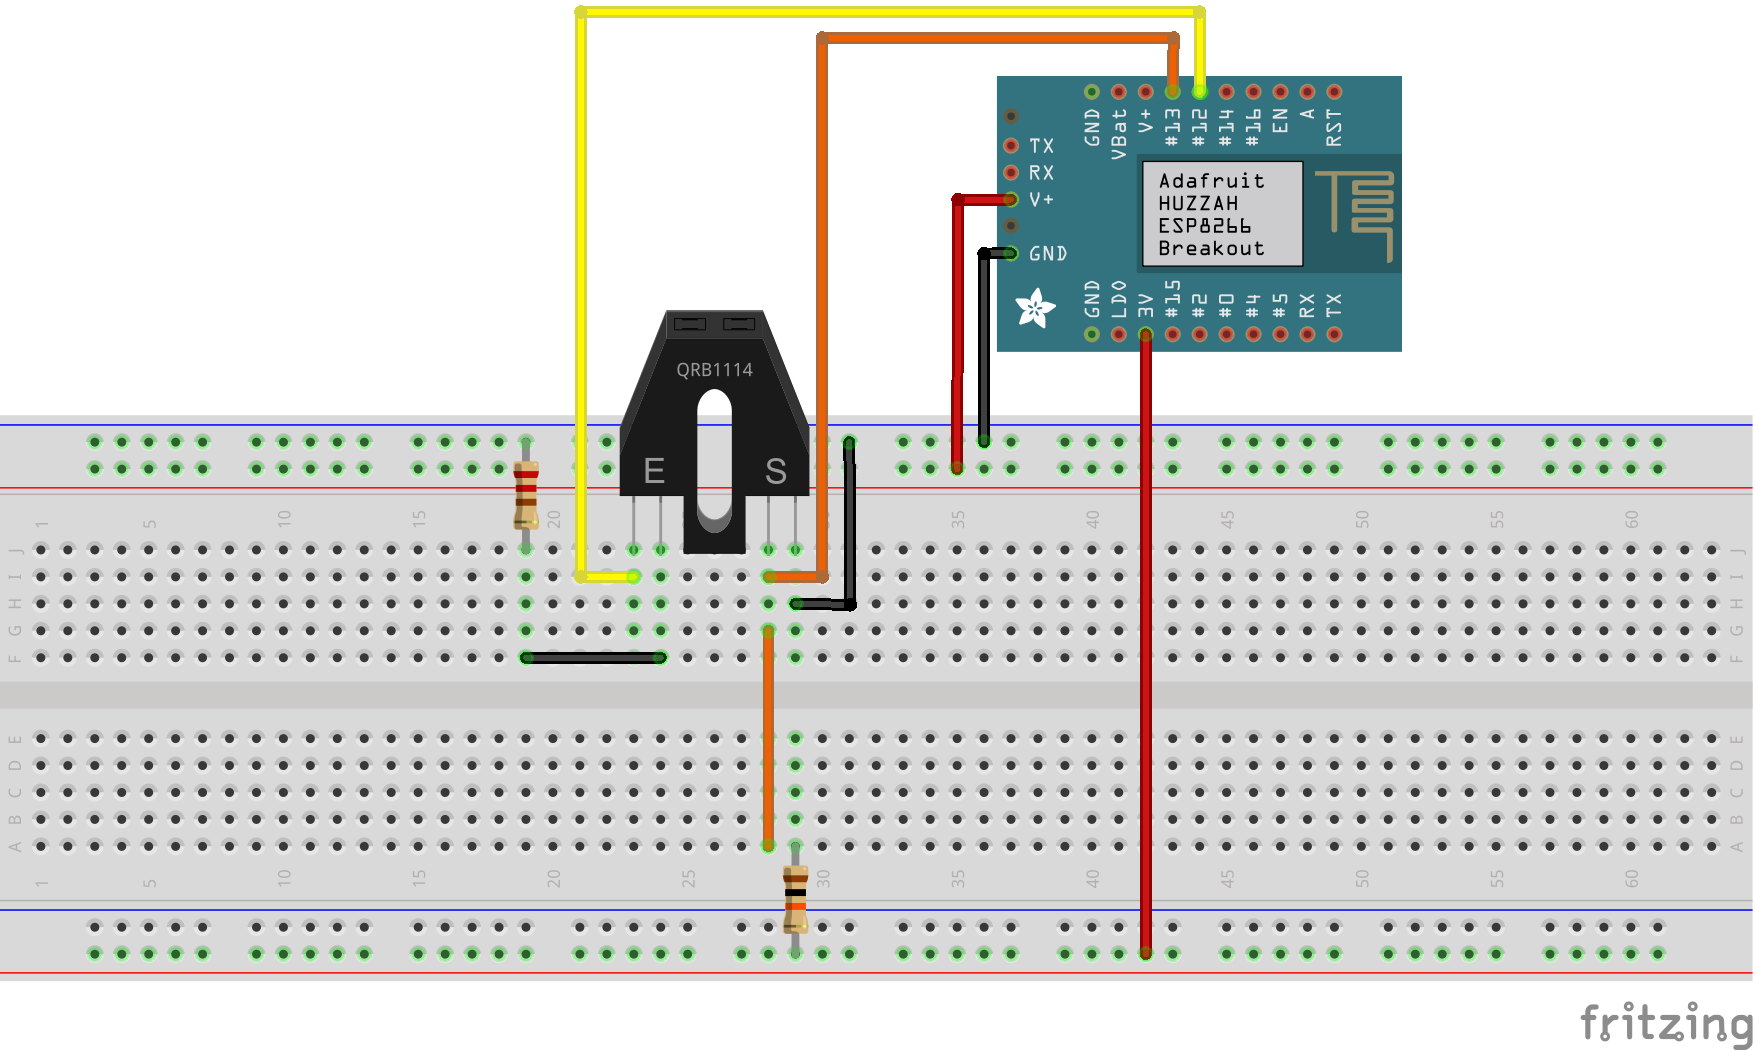 GND VBat V+ #13 #12 #14 #16 EN A RST
TX
RX
V+
GND
Adafruit
HUZZAH
ESP8266
Breakout
GND LDO 3V #15 #2 #0 #4 #5 RX TX
QRB1114
E S
1 5 10 15 20 30 35 40 45 50 55 60
J J
I I
H H
G G
F F
E E
D D
C C
B B
A A
1 5 10 15 20 25 30 35 40 45 50 55 60
fritzing